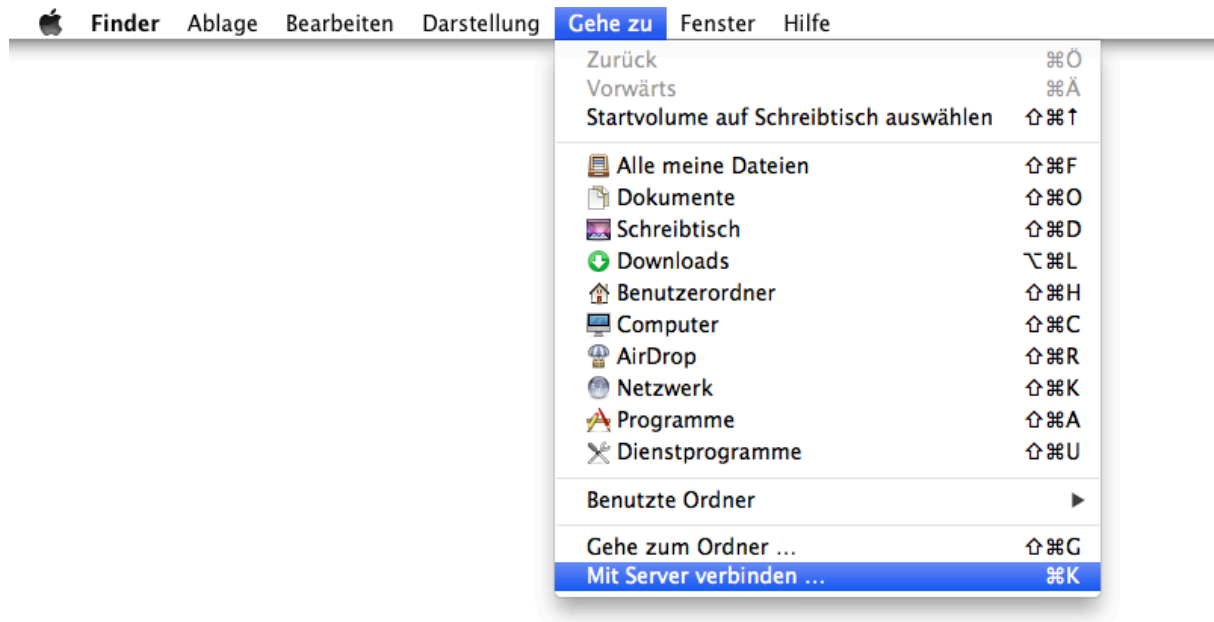 Finder Ablage Bearbeiten Darstellung Gehe zu Fenster Hilfe
Zurück ⌘Ö
Vorwärts ⌘Ä
Startvolume auf Schreibtisch auswählen ⇧⌘↑
Alle meine Dateien ⇧⌘F
Dokumente ⇧⌘O
Schreibtisch ⇧⌘D
Downloads ⌥⌘L
Benutzerordner ⇧⌘H
Computer ⇧⌘C
AirDrop ⇧⌘R
Netzwerk ⇧⌘K
Programme ⇧⌘A
Dienstprogramme ⇧⌘U
Benutzte Ordner ▶
Gehe zum Ordner ... ⇧⌘G
Mit Server verbinden ... ⌘K